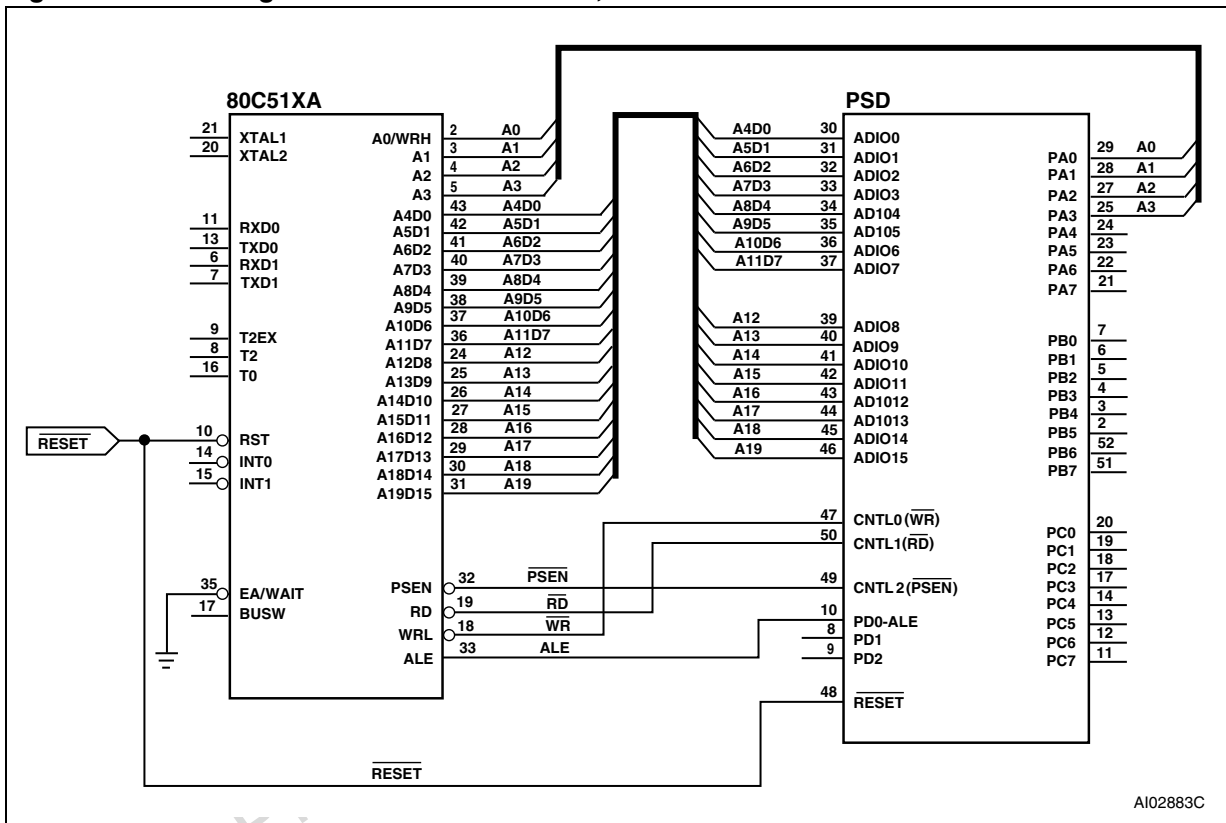 80C51XA
21 XTAL1
20 XTAL2
11 RXD0
13 TXD0
6 RXD1
7 TXD1
9 T2EX
8 T2
16 T0
RESET
10 RST
14 INT0
15 INT1
35 EA/WAIT
17 BUSW
A0/WRH 2 A0
A1 3 A1
A2 4 A2
A3 5 A3
A4D0 43 A4D0
A5D1 42 A5D1
A6D2 41 A6D2
A7D3 40 A7D3
A8D4 39 A8D4
A9D5 38 A9D5
A10D6 37 A10D6
A11D7 36 A11D7
A12D8 24 A12
A13D9 25 A13
A14D10 26 A14
A15D11 27 A15
A16D12 28 A16
A17D13 29 A17
A18D14 30 A18
A19D15 31 A19
PSEN 32 PSEN
RD 19 RD
WRL 18 WR
ALE 33 ALE
RESET
PSD
A4D0 30 ADIO0
A5D1 31 ADIO1
A6D2 32 ADIO2
A7D3 33 ADIO3
A8D4 34 AD104
A9D5 35 AD105
A10D6 36 ADIO6
A11D7 37 ADIO7
A12 39 ADIO8
A13 40 ADIO9
A14 41 ADIO10
A15 42 ADIO11
A16 43 AD1012
A17 44 AD1013
A18 45 ADIO14
A19 46 ADIO15
47 CNTL0(WR)
50 CNTL1(RD)
49 CNTL2(PSEN)
10 PD0-ALE
8 PD1
9 PD2
48 RESET
PA0 29 A0
PA1 28 A1
PA2 27 A2
PA3 25 A3
PA4 24
PA5 23
PA6 22
PA7 21
PB0 7
PB1 6
PB2 5
PB3 4
PB4 3
PB5 2
PB6 52
PB7 51
PC0 20
PC1 19
PC2 18
PC3 17
PC4 14
PC5 13
PC6 12
PC7 11
AI02883C